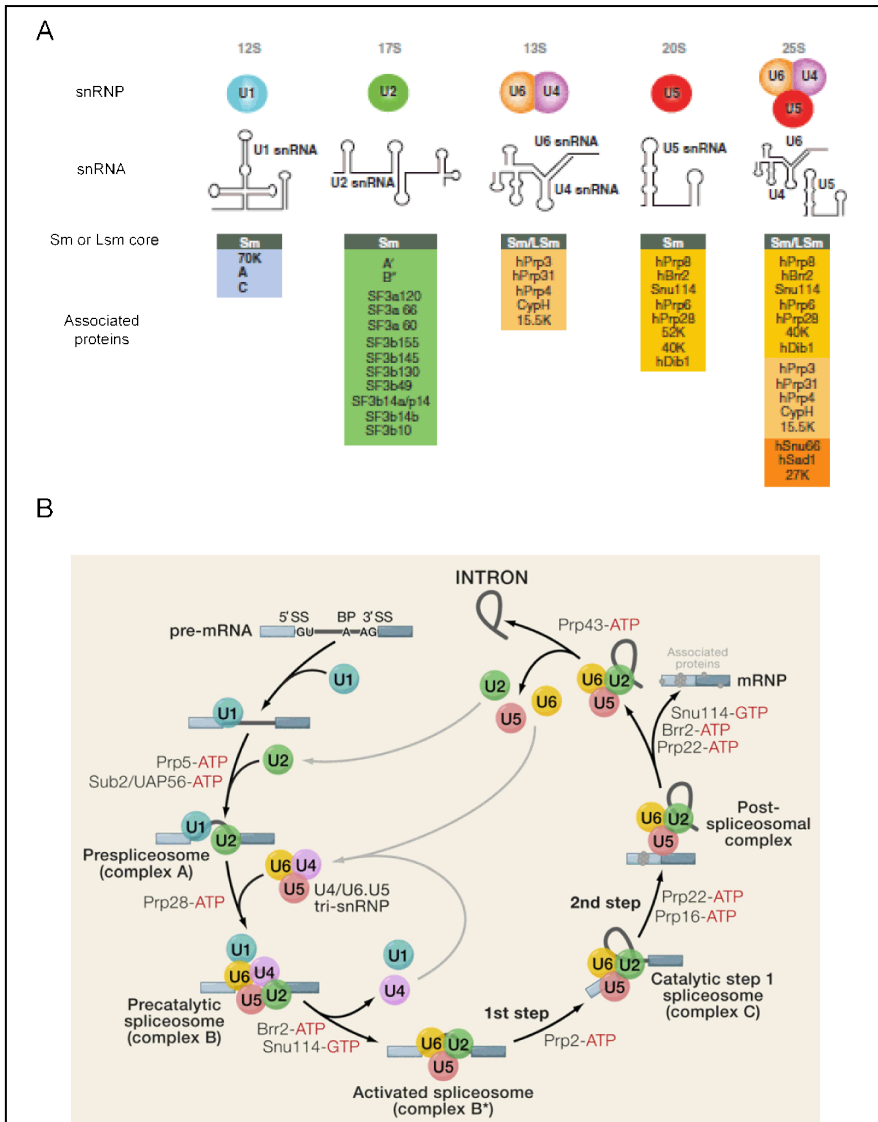 A
12S 17S 13S 20S 25S
snRNP
U1 U2 U6 U4 U5 U6 U4 U5
snRNA
U1 snRNA
U2 snRNA
U6 snRNA
U4 snRNA
U5 snRNA
U6
U4
U5
Sm or Lsm core
Associated
proteins
Sm
70K
A
C
Sm
A'
B"
SF3a120
SF3a 66
SF3a 60
SF3b155
SF3b145
SF3b130
SF3b49
SF3b14a/p14
SF3b14b
SF3b10
Sm/LSm
hPrp3
hPrp31
hPrp4
CypH
15.5K
Sm
hPrp8
hBrr2
Snu114
hPrp6
hPrp28
52K
40K
hDib1
Sm/LSm
hPrp8
hBrr2
Snu114
hPrp6
hPrp28
40K
hDib1
hPrp3
hPrp31
hPrp4
CypH
15.5K
hSnu66
hSad1
27K
B
5'SS BP 3'SS
pre-mRNA GU A AG
U1
U1
Prp5-ATP
Sub2/UAP56-ATP
U2
U1
U2
Prespliceosome
(complex A)
U6 U4
U5
U4/U6.U5
tri-snRNP
Prp28-ATP
U1
U6 U4
U5 U2
Precatalytic
spliceosome
(complex B)
U1
U4
Brr2-ATP
Snu114-GTP
U6 U2
U5
Activated spliceosome
(complex B*)
1st step
Prp2-ATP
U6 U2
U5
Catalytic step 1
spliceosome
(complex C)
2nd step
Prp22-ATP
Prp16-ATP
U6 U2
U5
Post-
spliceosomal
complex
Snu114-GTP
Brr2-ATP
Prp22-ATP
Associated
proteins
mRNP
U6 U2
U5
Prp43-ATP
INTRON
U2
U5
U6